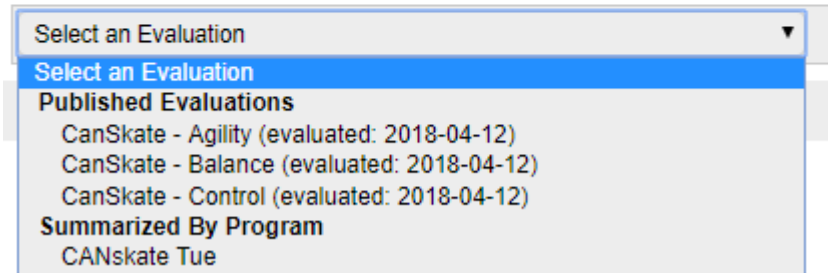 Select an Evaluation
Select an Evaluation
Published Evaluations
CanSkate - Agility (evaluated: 2018-04-12)
CanSkate - Balance (evaluated: 2018-04-12)
CanSkate - Control (evaluated: 2018-04-12)
Summarized By Program
CANskate Tue